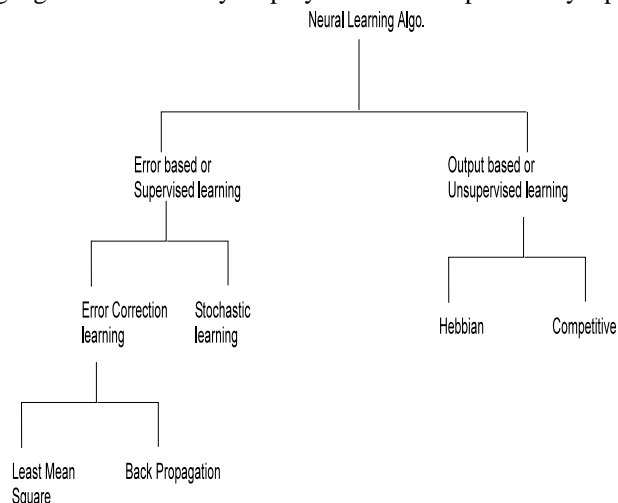 Neural Learning Algo.
Error based or
Supervised learning
Output based or
Unsupervised learning
Error Correction
learning
Stochastic
learning
Hebbian
Competitive
Least Mean
Square
Back Propagation